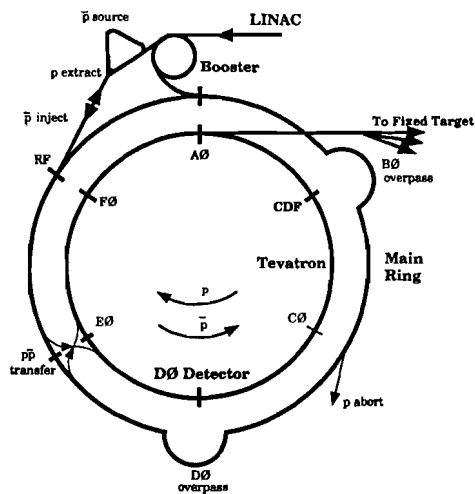 p̄ source
LINAC
p extract
Booster
p̄ inject
To Fixed Target
RF
AØ
BØ
overpass
FØ
CDF
Tevatron
Main
Ring
p
p̄
EØ
CØ
pp̄
transfer
DØ Detector
p abort
DØ
overpass